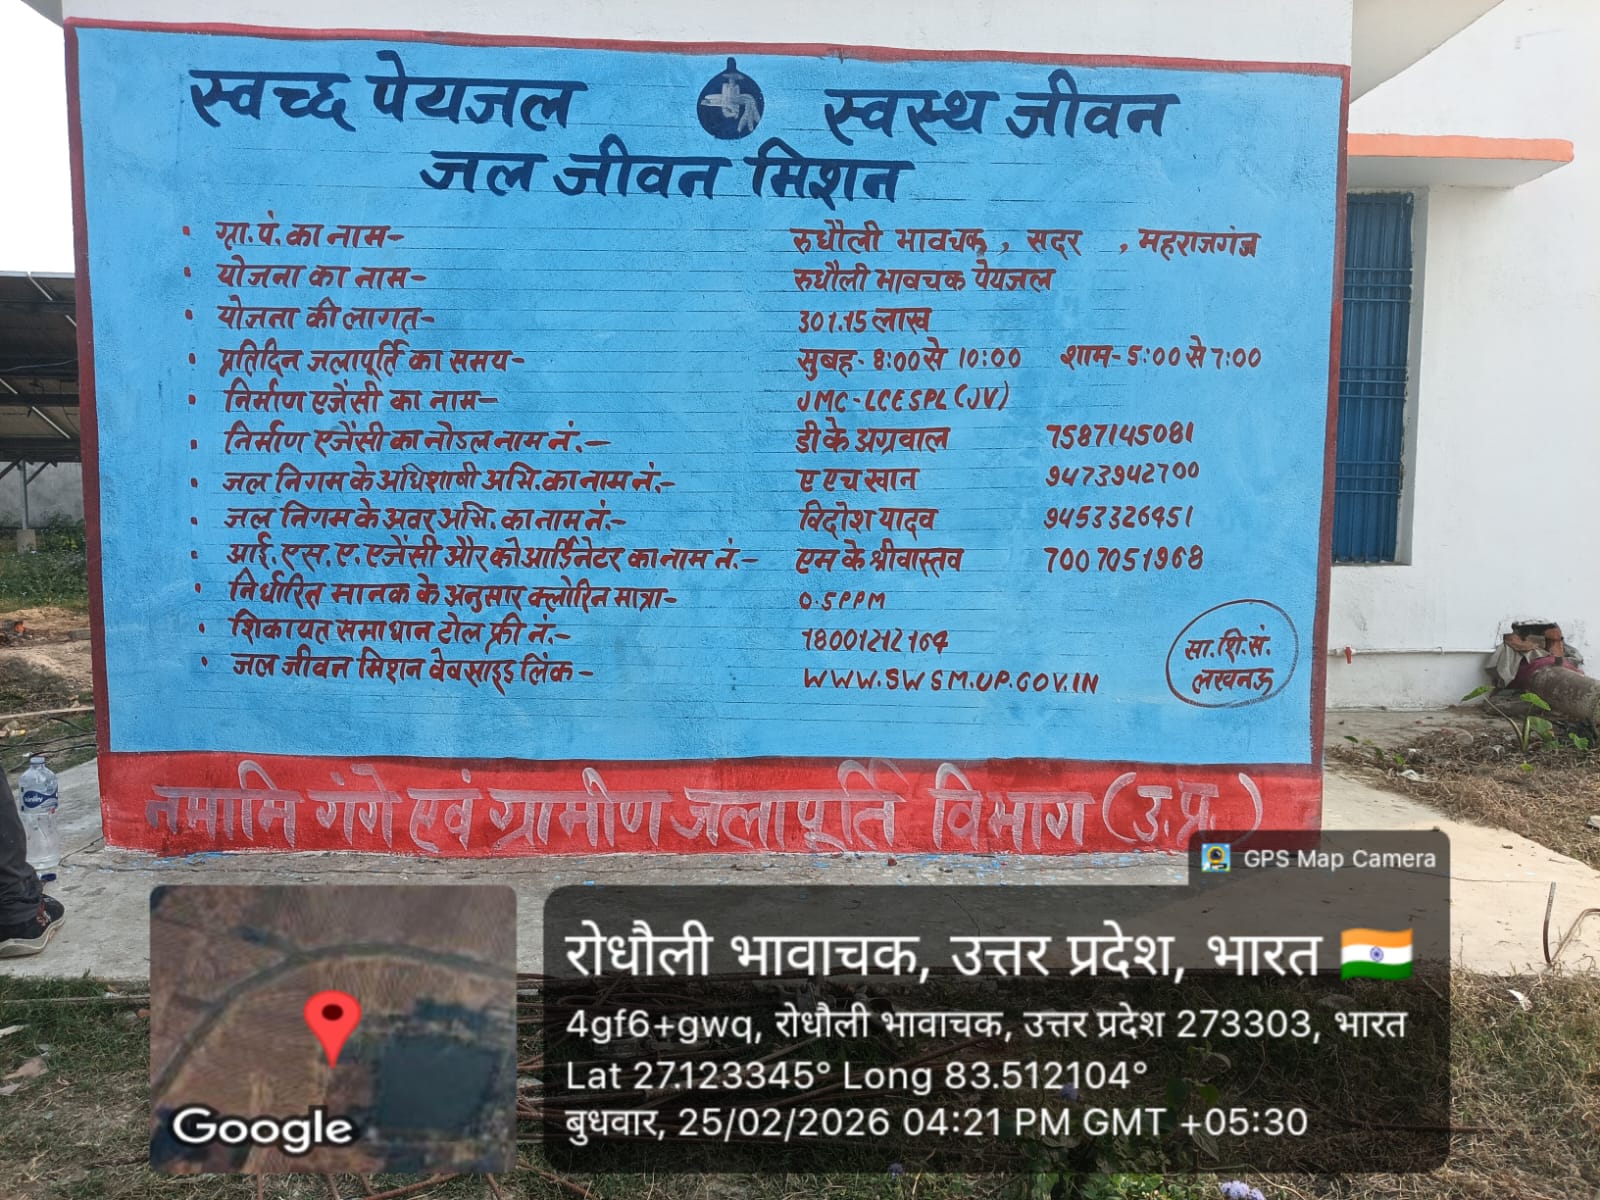 स्वच्छ पेयजल स्वस्थ जीवन
जल जीवन मिशन
• ग्रा.पं. का नाम- रुधौली भावचक, सदर , महराजगंज
• योजना का नाम- रुधौली भावचक पेयजल
• योजना की लागत- 301.15 लाख
• प्रतिदिन जलापूर्ति का समय- सुबह- 8:00 से 10:00 शाम- 5:00 से 7:00
• निर्माण एजेंसी का नाम- JMC-LCESPL(JV)
• निर्माण एजेंसी का नोडल नाम नं.- डी के अग्रवाल 7587145081
• जल निगम के अधिशाषी अभि. का नाम नं.- ए एच खान 9473942700
• जल निगम के अवर अभि. का नाम नं.- यादव 9453326451
• आई.एस.ए. एजेंसी और कोआर्डिनेटर का नाम नं.- एम के श्रीवास्तव 7007051968
• निर्धारित मानक के अनुसार क्लोरिन मात्रा- 0.5PPM
• शिकायत समाधान टोल फ्री नं.- 18001212164
• जल जीवन मिशन वेबसाइड लिंक- WWW.SWSM.UP.GOV.IN
सा.शि.सं.
लखनऊ
नमामि गंगे एवं ग्रामीण जलापूर्ति विभाग (उ.प्र.)
GPS Map Camera
रोधौली भावाचक, उत्तर प्रदेश, भारत
4gf6+gwq, रोधौली भावाचक, उत्तर प्रदेश 273303, भारत
Lat 27.123345° Long 83.512104°
बुधवार, 25/02/2026 04:21 PM GMT +05:30
Google